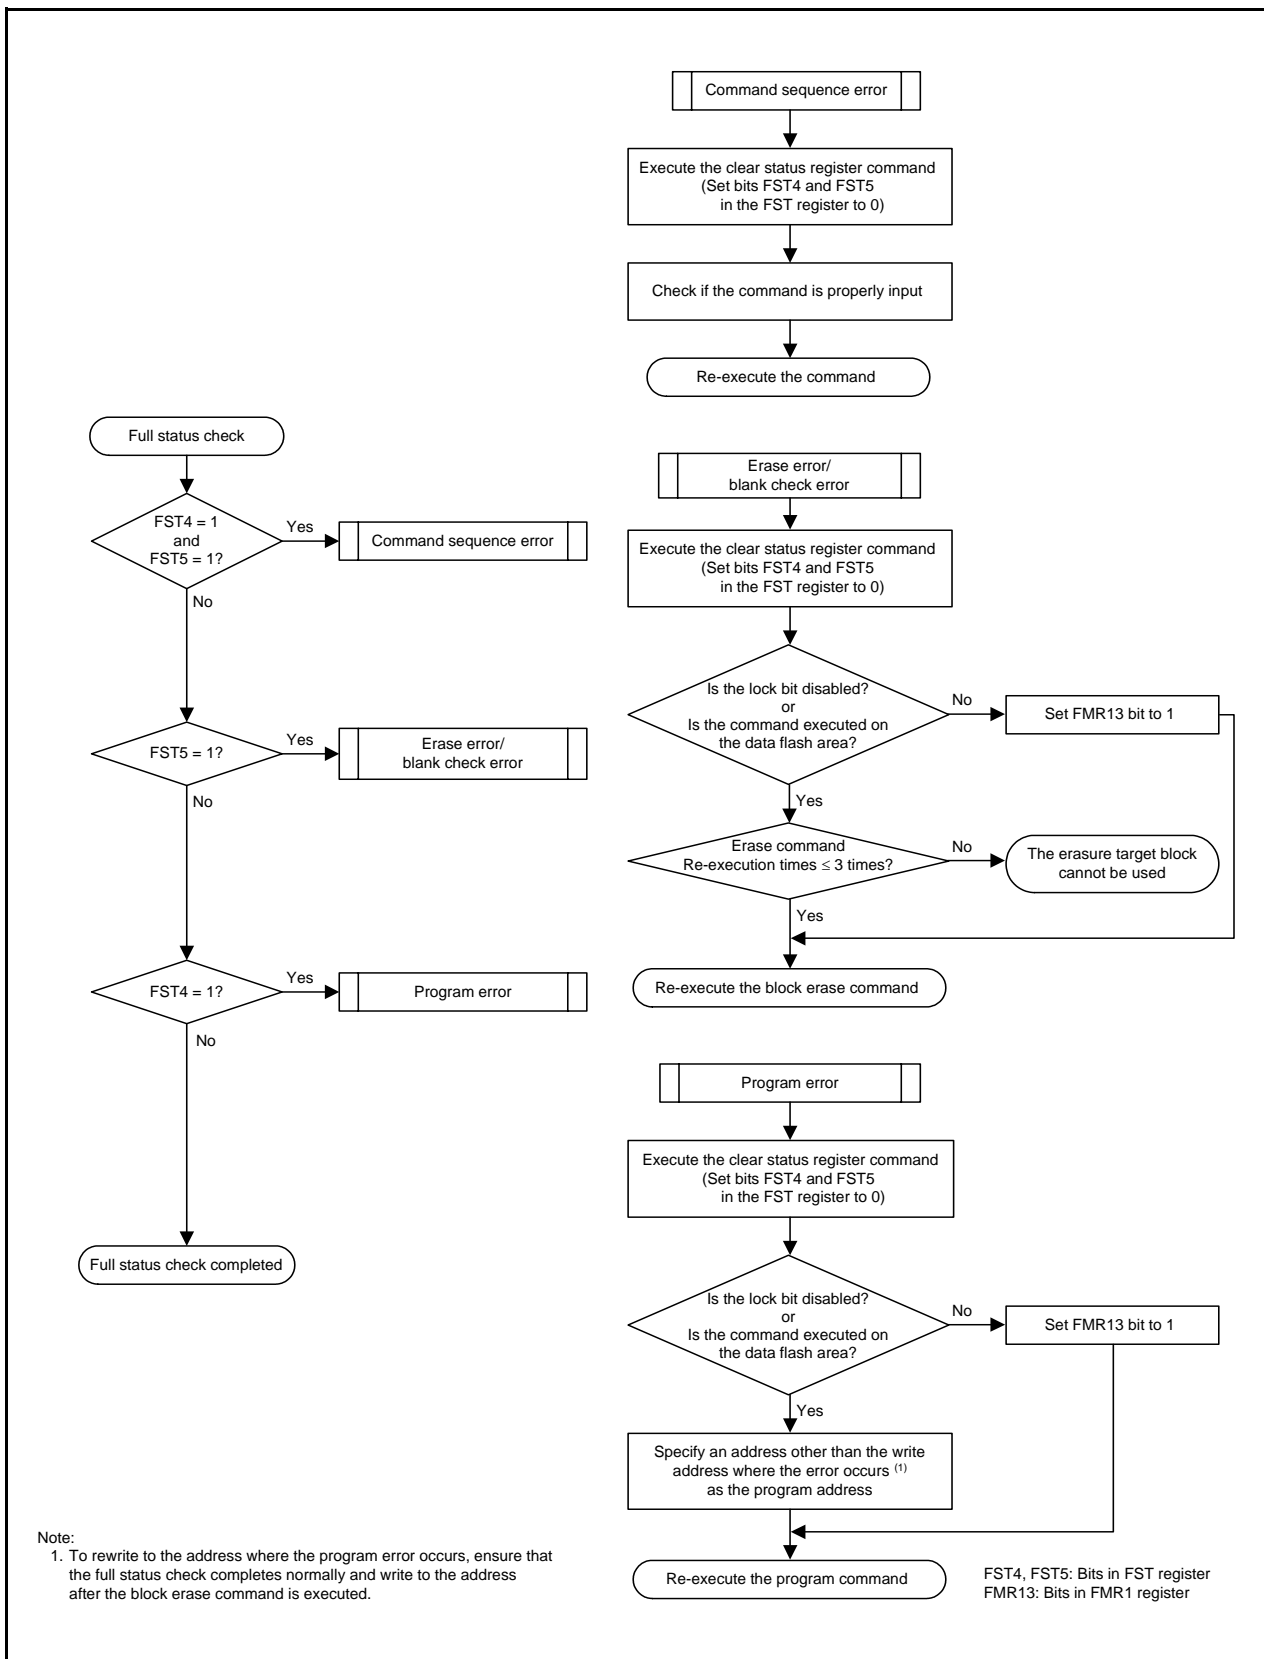 Command sequence error
Execute the clear status register command
(Set bits FST4 and FST5
in the FST register to 0)
Check if the command is properly input
Re-execute the command
Full status check
FST4 = 1
and
FST5 = 1?
Yes
Command sequence error
No
FST5 = 1?
Yes
Erase error/
blank check error
No
FST4 = 1?
Yes
Program error
No
Full status check completed
Erase error/
blank check error
Execute the clear status register command
(Set bits FST4 and FST5
in the FST register to 0)
Is the lock bit disabled?
or
Is the command executed on
the data flash area?
No
Set FMR13 bit to 1
Yes
Erase command
Re-execution times ≤ 3 times?
No
The erasure target block
cannot be used
Yes
Re-execute the block erase command
Program error
Execute the clear status register command
(Set bits FST4 and FST5
in the FST register to 0)
Is the lock bit disabled?
or
Is the command executed on
the data flash area?
No
Set FMR13 bit to 1
Yes
Specify an address other than the write
address where the error occurs (1)
as the program address
Re-execute the program command
Note:
1. To rewrite to the address where the program error occurs, ensure that
the full status check completes normally and write to the address
after the block erase command is executed.
FST4, FST5: Bits in FST register
FMR13: Bits in FMR1 register